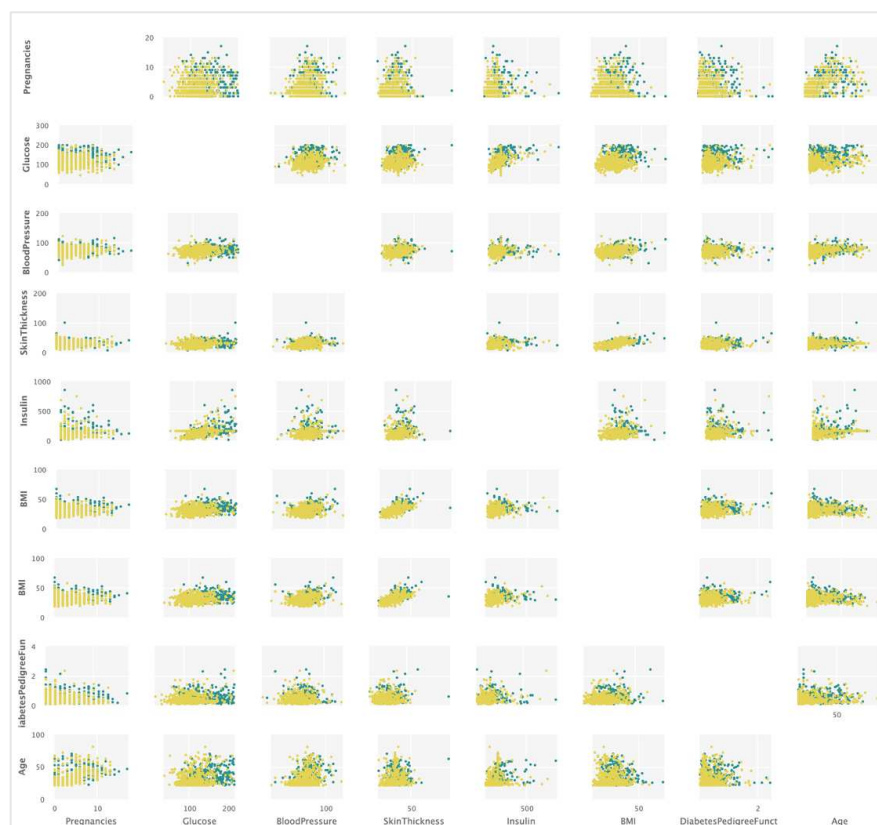 Pregnancies
20
10
0
Glucose
300
200
100
0
BloodPressure
200
100
0
SkinThickness
200
100
0
Insulin
1000
500
0
BMI
100
50
0
BMI
100
50
0
iabetesPedigreeFun
4
2
0
50
Age
100
50
0
0 10 100 200 100 50 500 50 2
Pregnancies Glucose BloodPressure SkinThickness Insulin BMI DiabetesPedigreeFunct Age